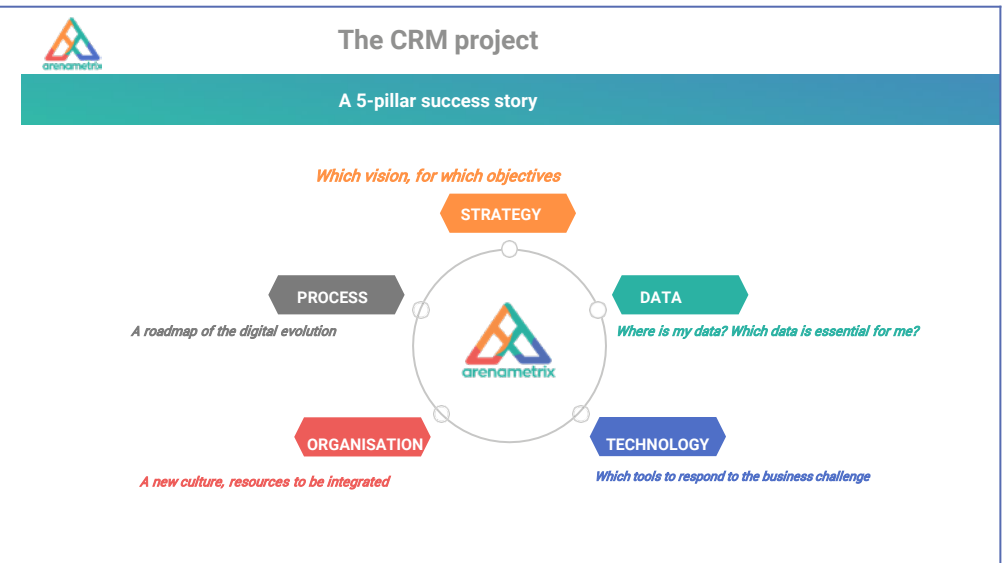 arenametrix
The CRM project
A 5-pillar success story
Which vision, for which objectives
STRATEGY
PROCESS
A roadmap of the digital evolution
DATA
Where is my data? Which data is essential for me?
arenametrix
ORGANISATION
A new culture, resources to be integrated
TECHNOLOGY
Which tools to respond to the business challenge